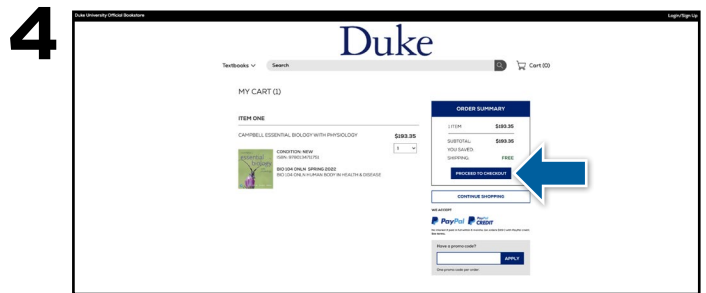 4
Duke University Official Bookstore
Login/Sign Up
Duke
Textbooks
Search
Cart (0)
MY CART (1)
ITEM ONE
CAMPBELL ESSENTIAL BIOLOGY WITH PHYSIOLOGY
$193.35
1
essential biology
CONDITION: NEW
BIO 104 ONLN SPRING 2022
BIO 104 ONLN HUMAN BODY IN HEALTH & DISEASE
ORDER SUMMARY
1 ITEM
$193.35
SUBTOTAL
$193.35
YOU SAVED
SHIPPING
FREE
PROCEED TO CHECKOUT
CONTINUE SHOPPING
WE ACCEPT
PayPal
PayPal CREDIT
Have a promo code?
APPLY
One promo code per order